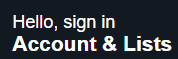 Hello, sign in
Account & Lists